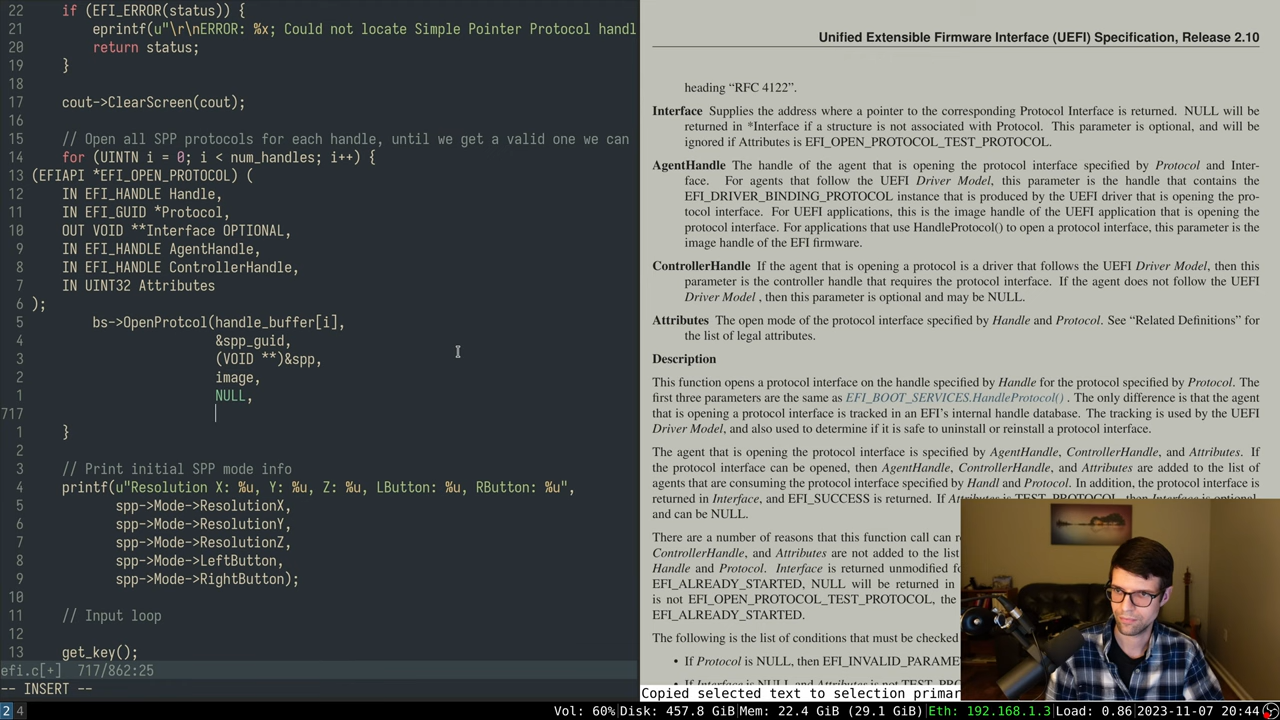 22 if (EFI_ERROR(status)) {
21 eprintf(u"\r\nERROR: %x; Could not locate Simple Pointer Protocol handl
20 return status;
19 }
18
17 cout->ClearScreen(cout);
16
15 // Open all SPP protocols for each handle, until we get a valid one we can
14 for (UINTN i = 0; i < num_handles; i++) {
13 (EFIAPI *EFI_OPEN_PROTOCOL) (
12 IN EFI_HANDLE Handle,
11 IN EFI_GUID *Protocol,
10 OUT VOID **Interface OPTIONAL,
9 IN EFI_HANDLE AgentHandle,
8 IN EFI_HANDLE ControllerHandle,
7 IN UINT32 Attributes
6 );
5 bs->OpenProtcol(handle_buffer[i],
4 &spp_guid,
3 (VOID **)&spp,
2 image,
1 NULL,
717
1 }
2
3 // Print initial SPP mode info
4 printf(u"Resolution X: %u, Y: %u, Z: %u, LButton: %u, RButton: %u",
5 spp->Mode->ResolutionX,
6 spp->Mode->ResolutionY,
7 spp->Mode->ResolutionZ,
8 spp->Mode->LeftButton,
9 spp->Mode->RightButton);
10
11 // Input loop
12
13 get_key();
efi.c[+] 717/862:25
-- INSERT --
Unified Extensible Firmware Interface (UEFI) Specification, Release 2.10
heading “RFC 4122”.
Interface Supplies the address where a pointer to the corresponding Protocol Interface is returned. NULL will be
returned in *Interface if a structure is not associated with Protocol. This parameter is optional, and will be
ignored if Attributes is EFI_OPEN_PROTOCOL_TEST_PROTOCOL.
AgentHandle The handle of the agent that is opening the protocol interface specified by Protocol and Inter-
face. For agents that follow the UEFI Driver Model, this parameter is the handle that contains the
EFI_DRIVER_BINDING_PROTOCOL instance that is produced by the UEFI driver that is opening the pro-
tocol interface. For UEFI applications, this is the image handle of the UEFI application that is opening the
protocol interface. For applications that use HandleProtocol() to open a protocol interface, this parameter is the
image handle of the EFI firmware.
ControllerHandle If the agent that is opening a protocol is a driver that follows the UEFI Driver Model, then this
parameter is the controller handle that requires the protocol interface. If the agent does not follow the UEFI
Driver Model , then this parameter is optional and may be NULL.
Attributes The open mode of the protocol interface specified by Handle and Protocol. See “Related Definitions” for
the list of legal attributes.
Description
This function opens a protocol interface on the handle specified by Handle for the protocol specified by Protocol. The
first three parameters are the same as EFI_BOOT_SERVICES.HandleProtocol() . The only difference is that the agent
that is opening a protocol interface is tracked in an EFI’s internal handle database. The tracking is used by the UEFI
Driver Model, and also used to determine if it is safe to uninstall or reinstall a protocol interface.
The agent that is opening the protocol interface is specified by AgentHandle, ControllerHandle, and Attributes. If
the protocol interface can be opened, then AgentHandle, ControllerHandle, and Attributes are added to the list of
agents that are consuming the protocol interface specified by Handl and Protocol. In addition, the protocol interface is
returned in Interface, and EFI_SUCCESS is returned. If Attributes is TEST_PROTOCOL, then Interface is optional,
and can be NULL.
There are a number of reasons that this function call can r
ControllerHandle, and Attributes are not added to the list
Handle and Protocol. Interface is returned unmodified fo
EFI_ALREADY_STARTED, NULL will be returned in
is not EFI_OPEN_PROTOCOL_TEST_PROTOCOL, the
EFI_ALREADY_STARTED.
The following is the list of conditions that must be checked
• If Protocol is NULL, then EFI_INVALID_PARAME
• If Interface is NULL and Attributes is not TEST_PRO
Copied selected text to selection primar
2 4 Vol: 60%|Disk: 457.8 GiB|Mem: 22.4 GiB (29.1 GiB)|Eth: 192.168.1.3|Load: 0.86 2023-11-07 20:44